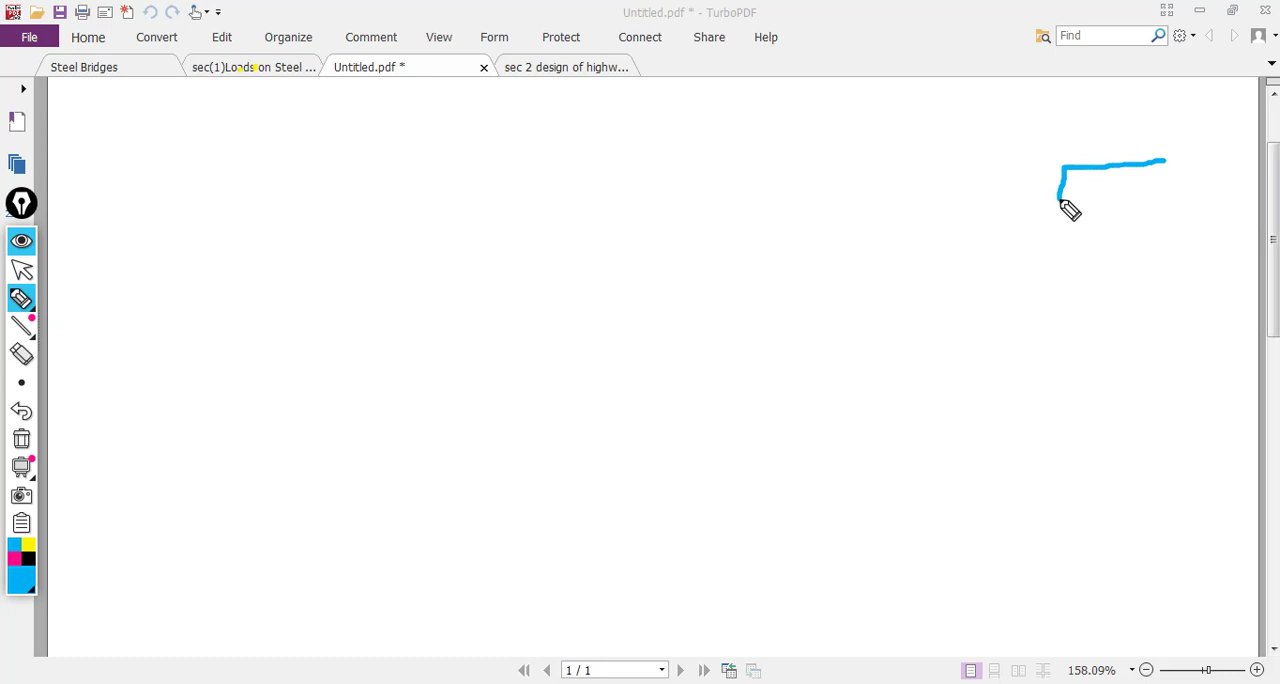 Untitled.pdf * - TurboPDF
File Home Convert Edit Organize Comment View Form Protect Connect Share Help Find
Steel Bridges sec(1)Loads on Steel ... Untitled.pdf * sec 2 design of highw...
1 / 1 158.09%